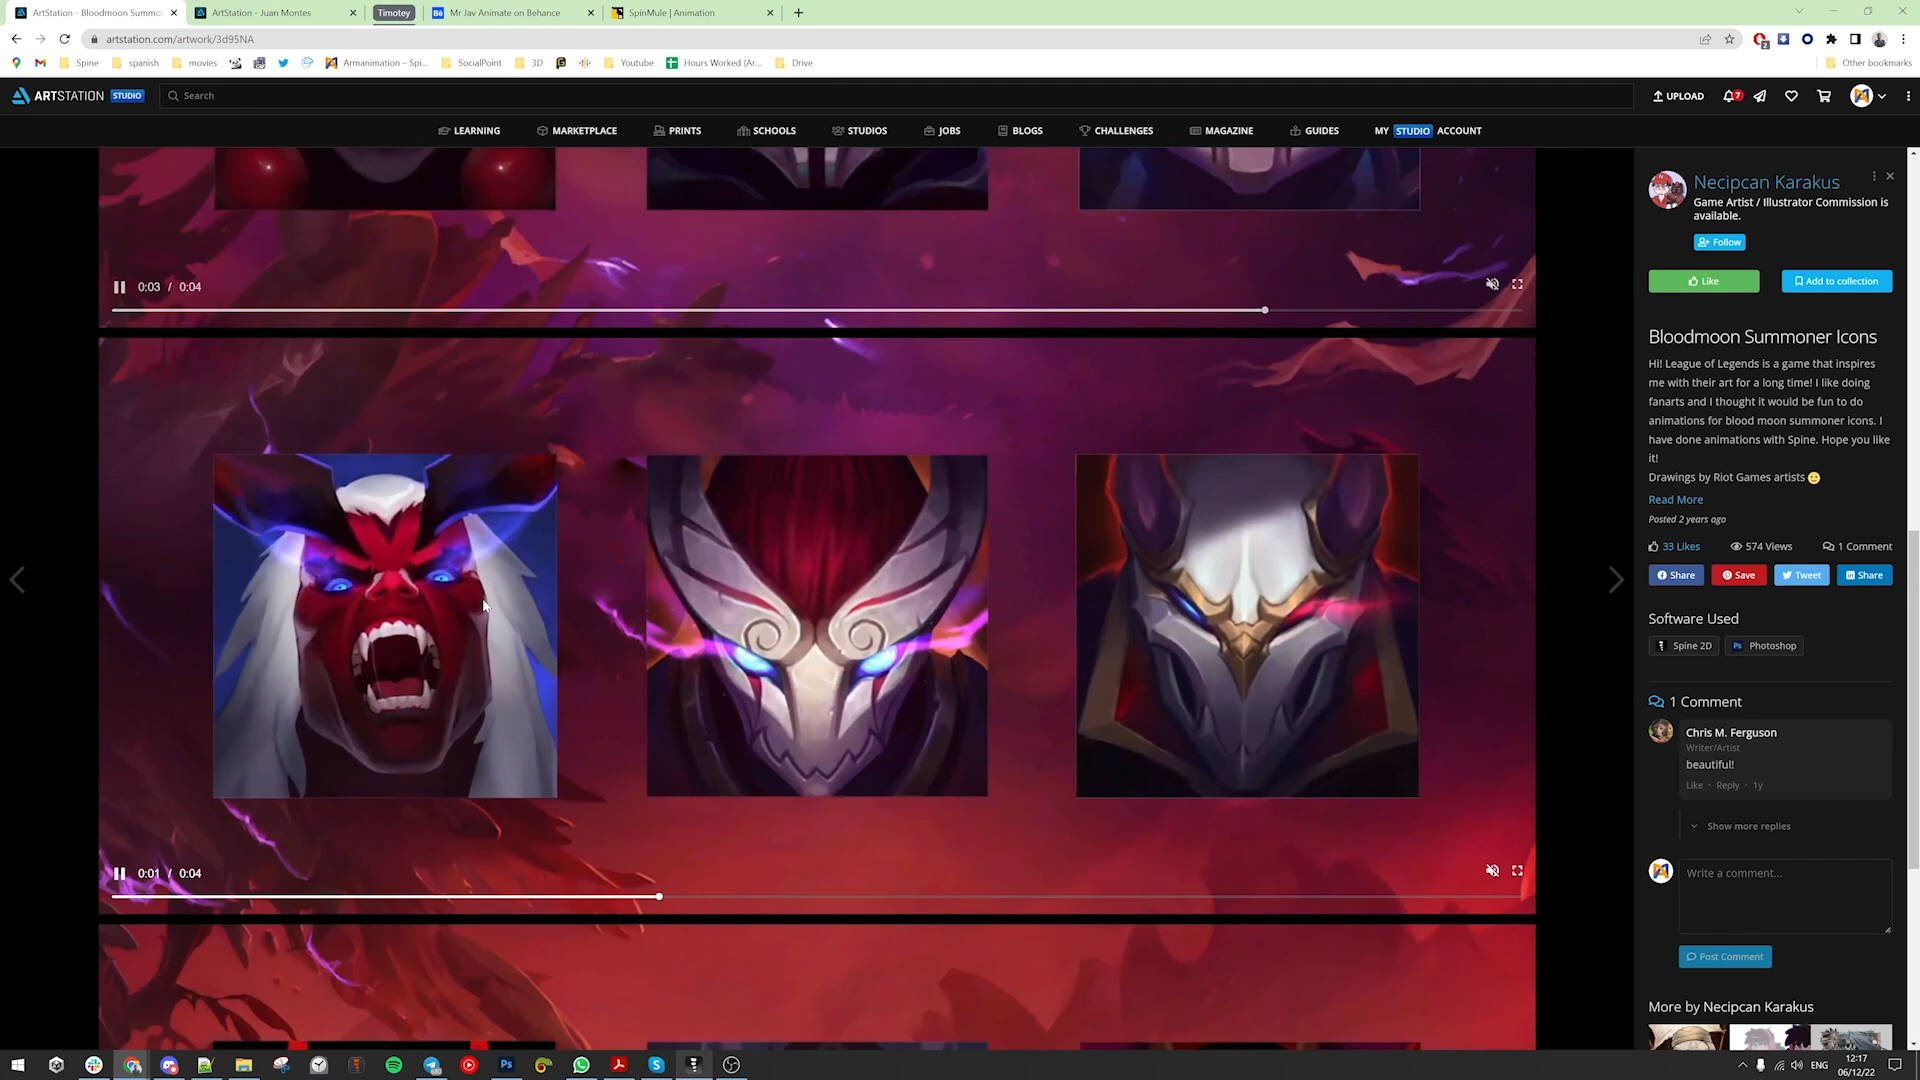 ArtStation - Bloodmoon Summon
ArtStation - Juan Montes
Timotey
Bē Mr Jav Animate on Behance
SpinMule | Animation
artstation.com/artwork/3d95NA
2
Spine
spanish
movies
Armanimation – Spi...
SocialPoint
3D
Youtube
Hours Worked (Ar...
Drive
Other bookmarks
ARTSTATION STUDIO
Search
UPLOAD
7
LEARNING
MARKETPLACE
PRINTS
SCHOOLS
STUDIOS
JOBS
BLOGS
CHALLENGES
MAGAZINE
GUIDES
MY STUDIO ACCOUNT
0:03 / 0:04
0:01 / 0:04
Necipcan Karakus
Game Artist / Illustrator Commission is
available.
Follow
Like
Add to collection
Bloodmoon Summoner Icons
Hi! League of Legends is a game that inspires
me with their art for a long time! I like doing
fanarts and I thought it would be fun to do
animations for blood moon summoner icons. I
have done animations with Spine. Hope you like
it!
Drawings by Riot Games artists
Read More
Posted 2 years ago
33 Likes
574 Views
1 Comment
Share
Save
Tweet
Share
Software Used
Spine 2D
Ps Photoshop
1 Comment
Chris M. Ferguson
Writer/Artist
beautiful!
Like · Reply · 1y
Show more replies
Write a comment...
Post Comment
More by Necipcan Karakus
Ps
ENG
12:17
06/12/22